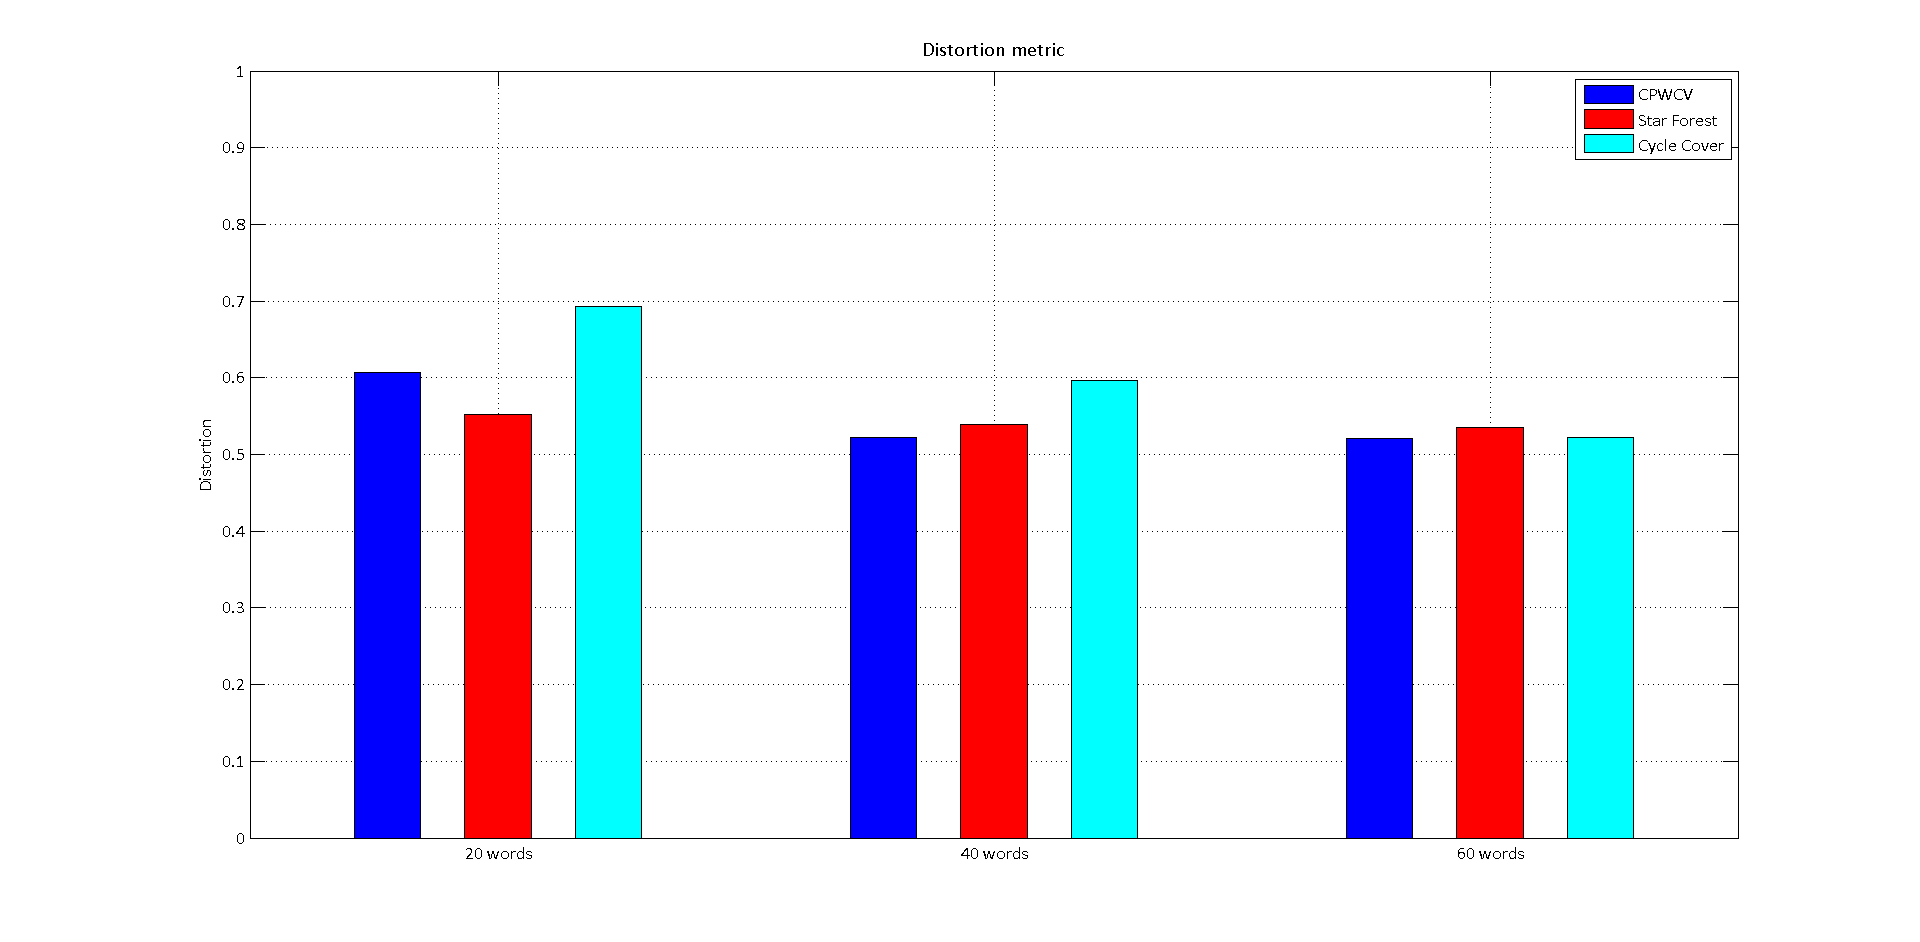 Distortion metric
1
0.9
0.8
0.7
0.6
0.5
0.4
0.3
0.2
0.1
0
Distortion
CPWCV
Star Forest
Cycle Cover
20 words
40 words
60 words